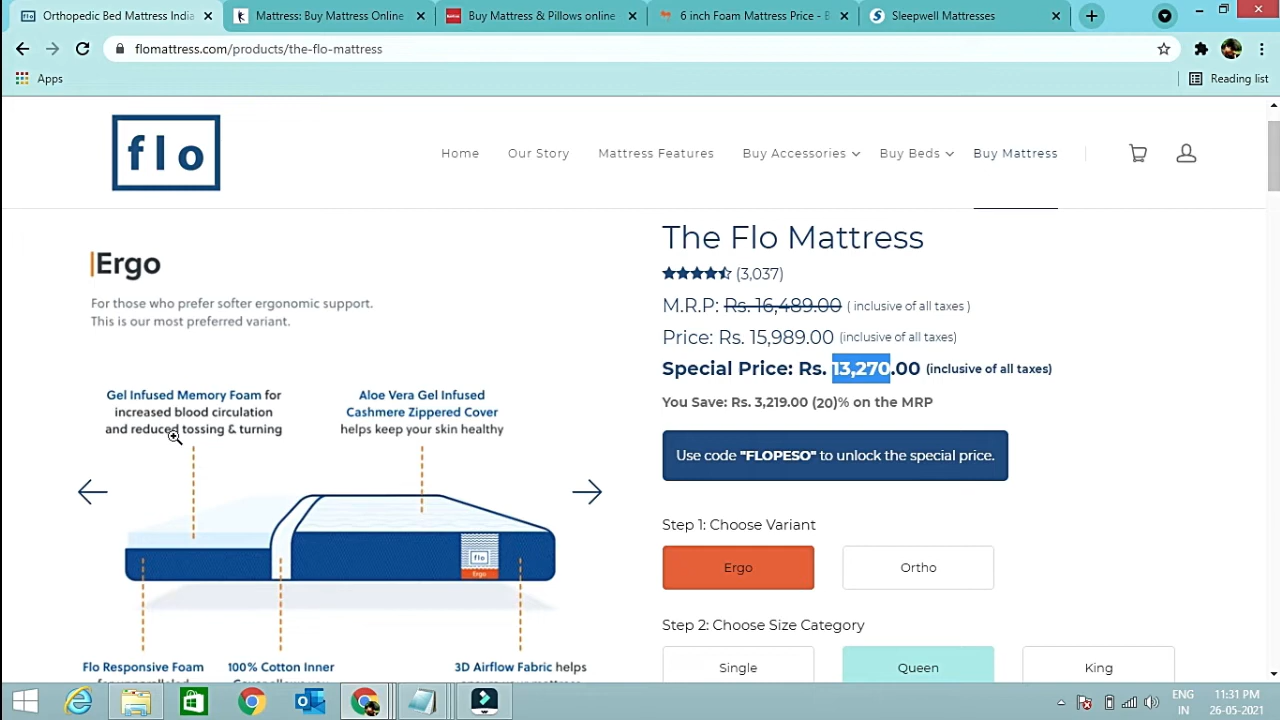 Orthopedic Bed Mattress Indi
Mattress: Buy Mattress Online
Buy Mattress & Pillows online
6 inch Foam Mattress Price - B
Sleepwell Mattresses
flomattress.com/products/the-flo-mattress
Apps
Reading list
flo
Home
Our Story
Mattress Features
Buy Accessories
Buy Beds
Buy Mattress
Ergo
For those who prefer softer ergonomic support.
This is our most preferred variant.
Gel Infused Memory Foam for
increased blood circulation
and reduced tossing & turning
Aloe Vera Gel Infused
Cashmere Zippered Cover
helps keep your skin healthy
flo
Ergo
Flo Responsive Foam
100% Cotton Inner
3D Airflow Fabric helps
The Flo Mattress
(3,037)
M.R.P: Rs. 16,489.00 ( inclusive of all taxes )
Price: Rs. 15,989.00 (inclusive of all taxes)
Special Price: Rs. 13,270.00 (inclusive of all taxes)
You Save: Rs. 3,219.00 (20)% on the MRP
Use code "FLOPESO" to unlock the special price.
Step 1: Choose Variant
Ergo
Ortho
Step 2: Choose Size Category
Single
Queen
King
ENG
IN
11:31 PM
26-05-2021